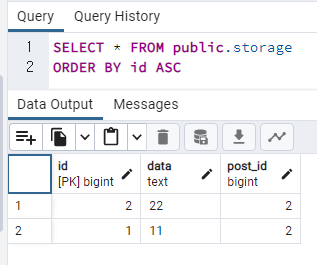 Query Query History
1 SELECT * FROM public.storage
2 ORDER BY id ASC
Data Output Messages
id data post_id
[PK] bigint text bigint
1 2 22 2
2 1 11 2